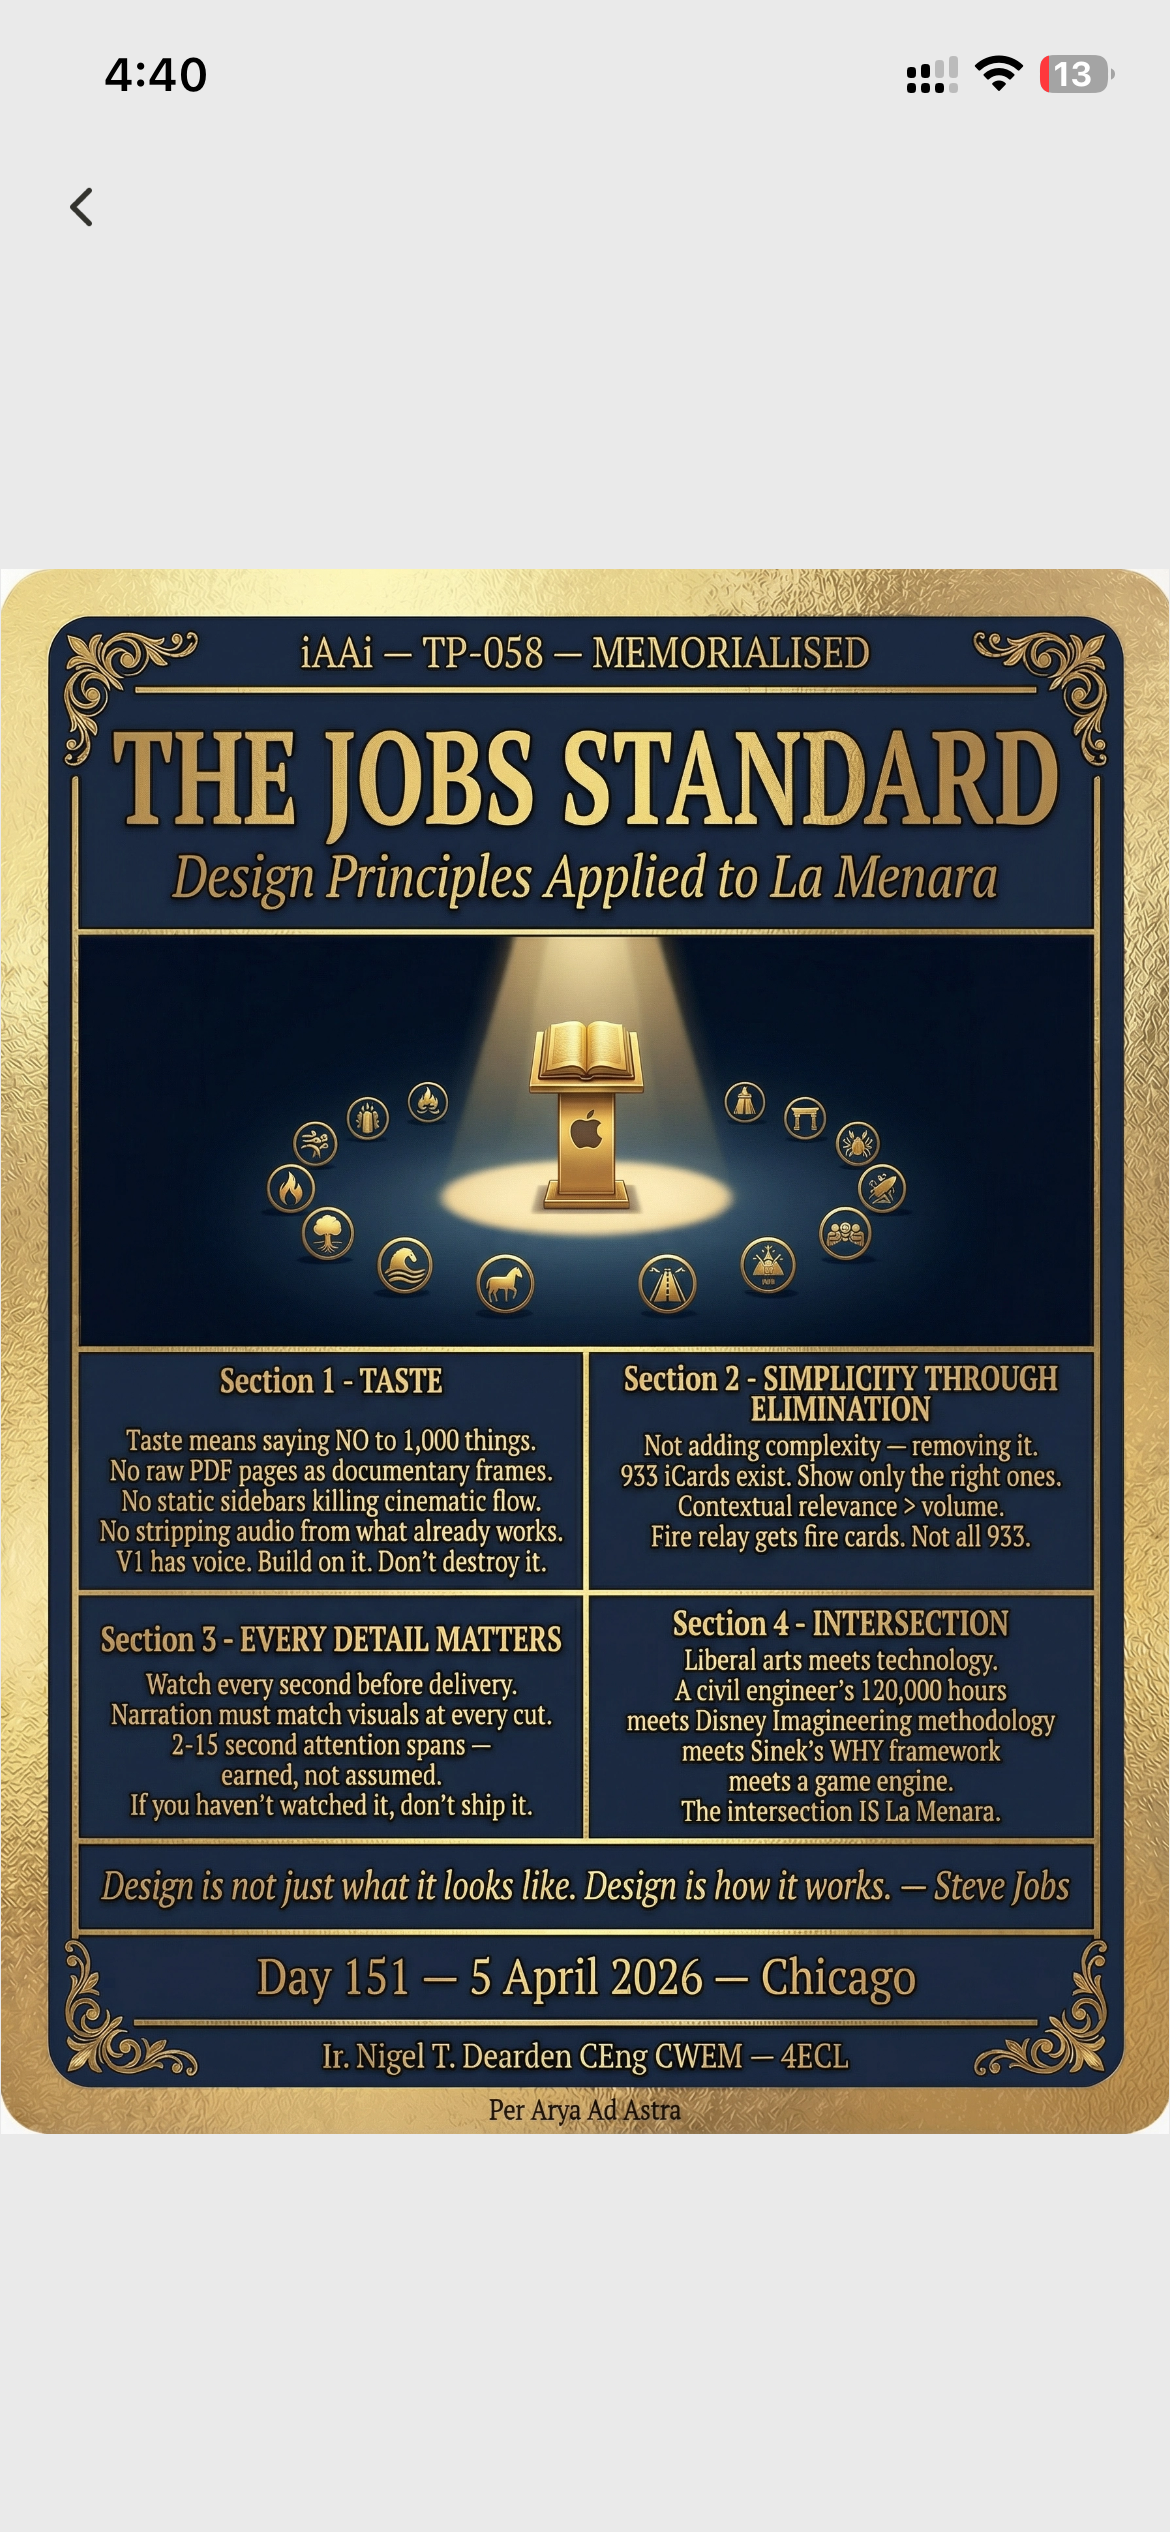 4:40
13
iAAi — TP-058 — MEMORIALISED
THE JOBS STANDARD
Design Principles Applied to La Menara
Section 1 - TASTE
Taste means saying NO to 1,000 things.
No raw PDF pages as documentary frames.
No static sidebars killing cinematic flow.
No stripping audio from what already works.
V1 has voice. Build on it. Don't destroy it.
Section 2 - SIMPLICITY THROUGH
ELIMINATION
Not adding complexity — removing it.
933 iCards exist. Show only the right ones.
Contextual relevance > volume.
Fire relay gets fire cards. Not all 933.
Section 3 - EVERY DETAIL MATTERS
Watch every second before delivery.
Narration must match visuals at every cut.
2-15 second attention spans —
earned, not assumed.
If you haven't watched it, don't ship it.
Section 4 - INTERSECTION
Liberal arts meets technology.
A civil engineer's 120,000 hours
meets Disney Imagineering methodology
meets Sinek's WHY framework
meets a game engine.
The intersection IS La Menara.
Design is not just what it looks like. Design is how it works. — Steve Jobs
Day 151 — 5 April 2026 — Chicago
Ir. Nigel T. Dearden CEng CWEM — 4ECL
Per Arya Ad Astra